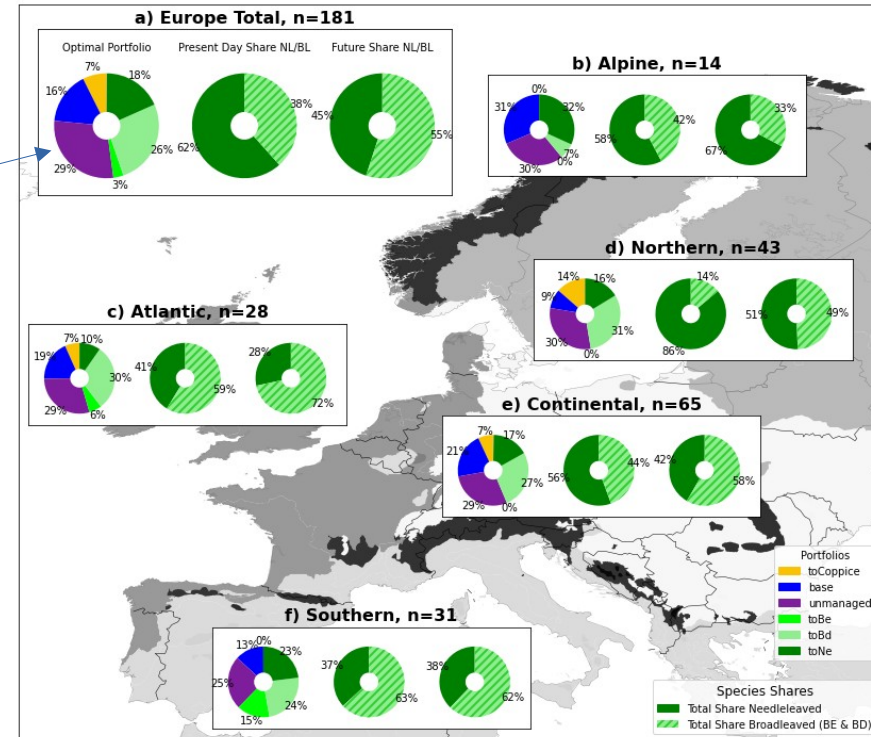 a) Europe Total, n=181
Optimal Portfolio Present Day Share NL/BL Future Share NL/BL
7% 18% 16% 26% 29% 3%
38% 62%
45% 55%
b) Alpine, n=14
0% 32% 31% 7% 0% 30%
42% 58%
33% 67%
c) Atlantic, n=28
7% 10% 19% 30% 29% 6%
41% 59%
28% 72%
d) Northern, n=43
14% 16% 9% 31% 30% 0%
14% 86%
51% 49%
e) Continental, n=65
7% 17% 21% 27% 29% 0%
56% 44%
42% 58%
f) Southern, n=31
13% 0% 23% 25% 24% 15%
37% 63%
38% 62%
Portfolios
toCoppice
base
unmanaged
toBe
toBd
toNe
Species Shares
Total Share Needleleaved
Total Share Broadleaved (BE & BD)